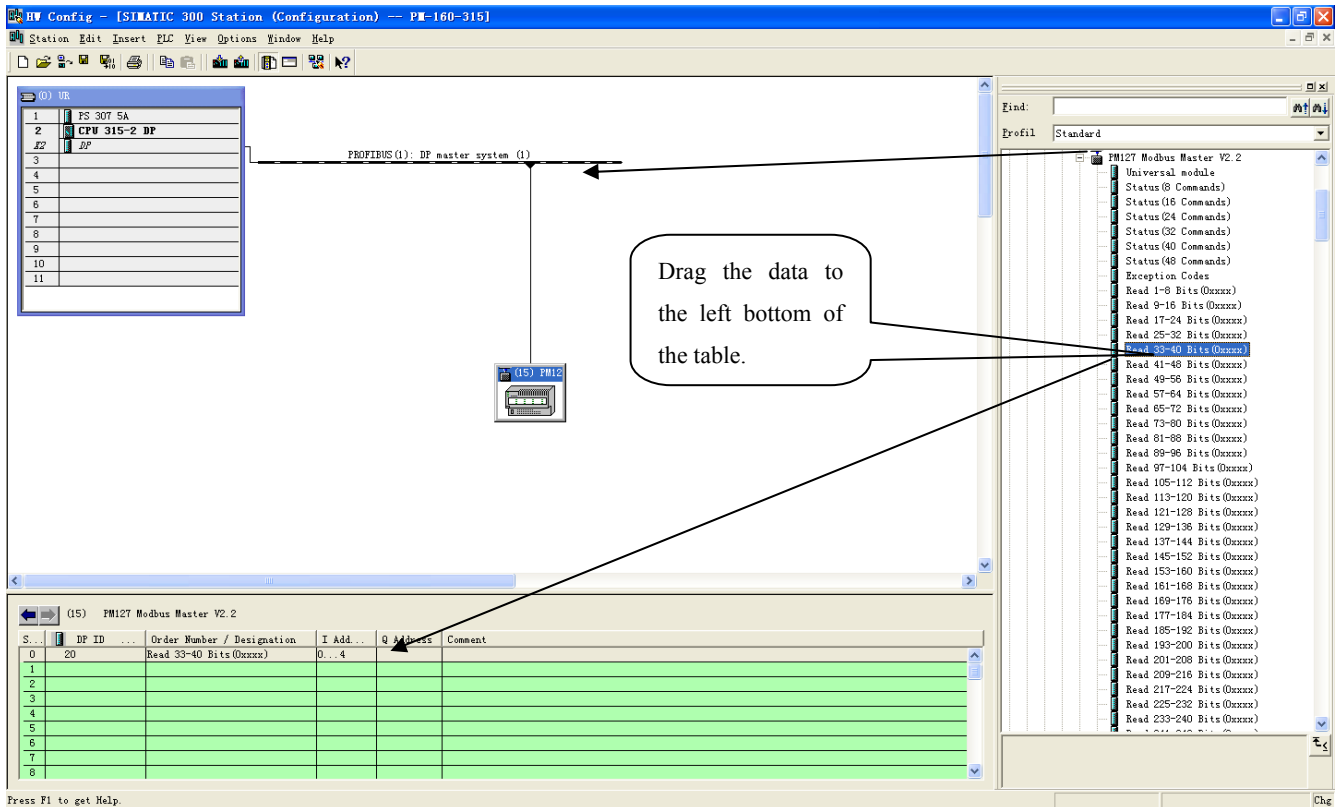 HW Config - [SIMATIC 300 Station (Configuration) -- PM-160-315]
Station Edit Insert PLC View Options Window Help
(0) UR
1 PS 307 5A
2 CPU 315-2 DP
X2 DP
3
4
5
6
7
8
9
10
11
PROFIBUS(1): DP master system (1)
(15) PM12
Drag the data to
the left bottom of
the table.
Find:
Profil Standard
PM127 Modbus Master V2.2
Universal module
Status(8 Commands)
Status(16 Commands)
Status(24 Commands)
Status(32 Commands)
Status(40 Commands)
Status(48 Commands)
Exception Codes
Read 1-8 Bits(0xxxx)
Read 9-16 Bits(0xxxx)
Read 17-24 Bits(0xxxx)
Read 25-32 Bits(0xxxx)
Read 33-40 Bits(0xxxx)
Read 41-48 Bits(0xxxx)
Read 49-56 Bits(0xxxx)
Read 57-64 Bits(0xxxx)
Read 65-72 Bits(0xxxx)
Read 73-80 Bits(0xxxx)
Read 81-88 Bits(0xxxx)
Read 89-96 Bits(0xxxx)
Read 97-104 Bits(0xxxx)
Read 105-112 Bits(0xxxx)
Read 113-120 Bits(0xxxx)
Read 121-128 Bits(0xxxx)
Read 129-136 Bits(0xxxx)
Read 137-144 Bits(0xxxx)
Read 145-152 Bits(0xxxx)
Read 153-160 Bits(0xxxx)
Read 161-168 Bits(0xxxx)
Read 169-176 Bits(0xxxx)
Read 177-184 Bits(0xxxx)
Read 185-192 Bits(0xxxx)
Read 193-200 Bits(0xxxx)
Read 201-208 Bits(0xxxx)
Read 209-216 Bits(0xxxx)
Read 217-224 Bits(0xxxx)
Read 225-232 Bits(0xxxx)
Read 233-240 Bits(0xxxx)
(15) PM127 Modbus Master V2.2
S... DP ID ... Order Number / Designation I Add... Q Address Comment
0 20 Read 33-40 Bits(0xxxx) 0...4
1
2
3
4
5
6
7
8
Press F1 to get Help.
Chg